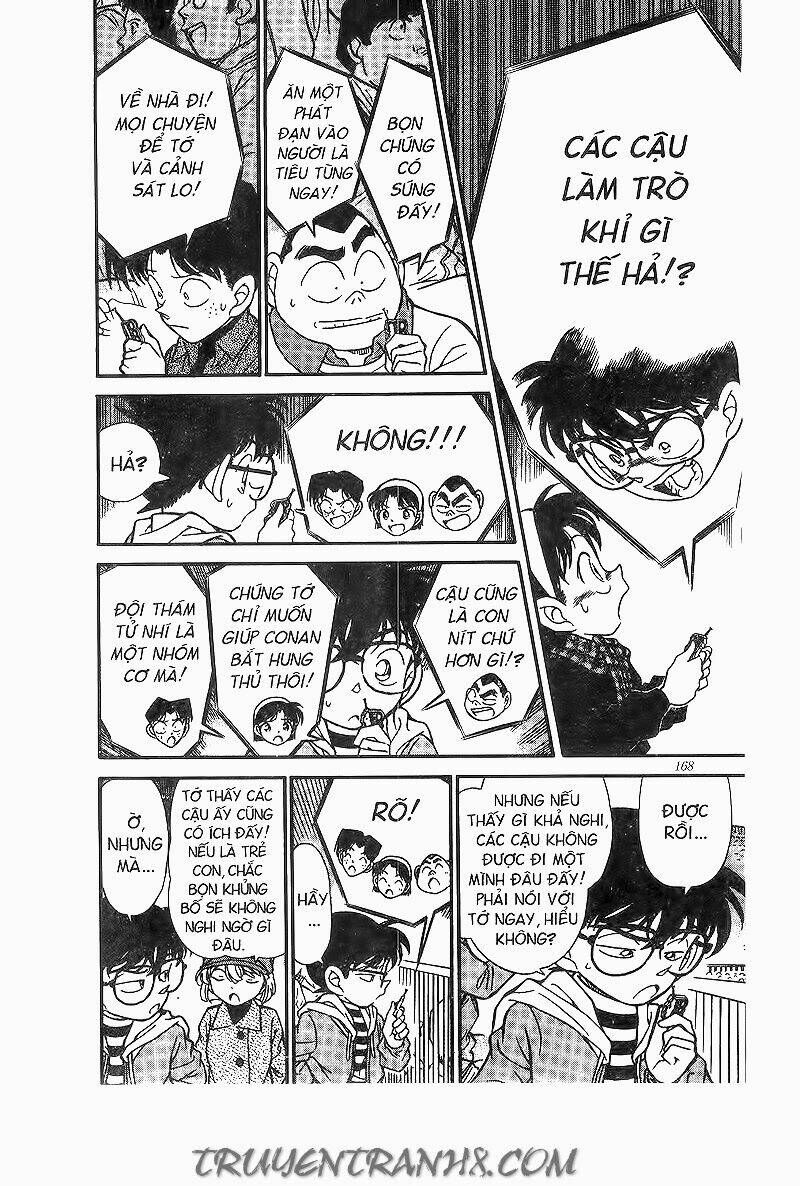 CÁC CẬU
LÀM TRÒ
KHỈ GÌ
THẾ HẢ!?
BỌN
CHÚNG
CÓ
SÚNG
ĐẤY!
ĂN MỘT
PHÁT
ĐẠN VÀO
NGƯỜI LÀ
TIÊU TÙNG
NGAY!
VỀ NHÀ ĐI!
MỌI CHUYỆN
ĐỂ TỚ
VÀ CẢNH
SÁT LO!
KHÔNG!!!
HẢ?
CẬU CŨNG
LÀ CON
NÍT CHỨ
HƠN GÌ!?
CHÚNG TỚ
CHỈ MUỐN
GIÚP CONAN
BẮT HUNG
THỦ THÔI!
ĐỘI THÁM
TỬ NHÍ LÀ
MỘT NHÓM
CƠ MÀ!
168
ĐƯỢC
RỒI...
NHƯNG NẾU
THẤY GÌ KHẢ NGHI,
CÁC CẬU KHÔNG
ĐƯỢC ĐI MỘT
MÌNH ĐÂU ĐẤY!
PHẢI NÓI VỚI
TỚ NGAY, HIỂU
KHÔNG?
RÕ!
HẦY
...
TỚ THẤY CÁC
CẬU ẤY CŨNG
CÓ ÍCH ĐẤY!
NẾU LÀ TRẺ
CON, CHẮC
BỌN KHỦNG
BỐ SẼ KHÔNG
NGHI NGỜ GÌ
ĐÂU.
Ờ,
NHƯNG
MÀ...
TRUYENTRANH8.COM